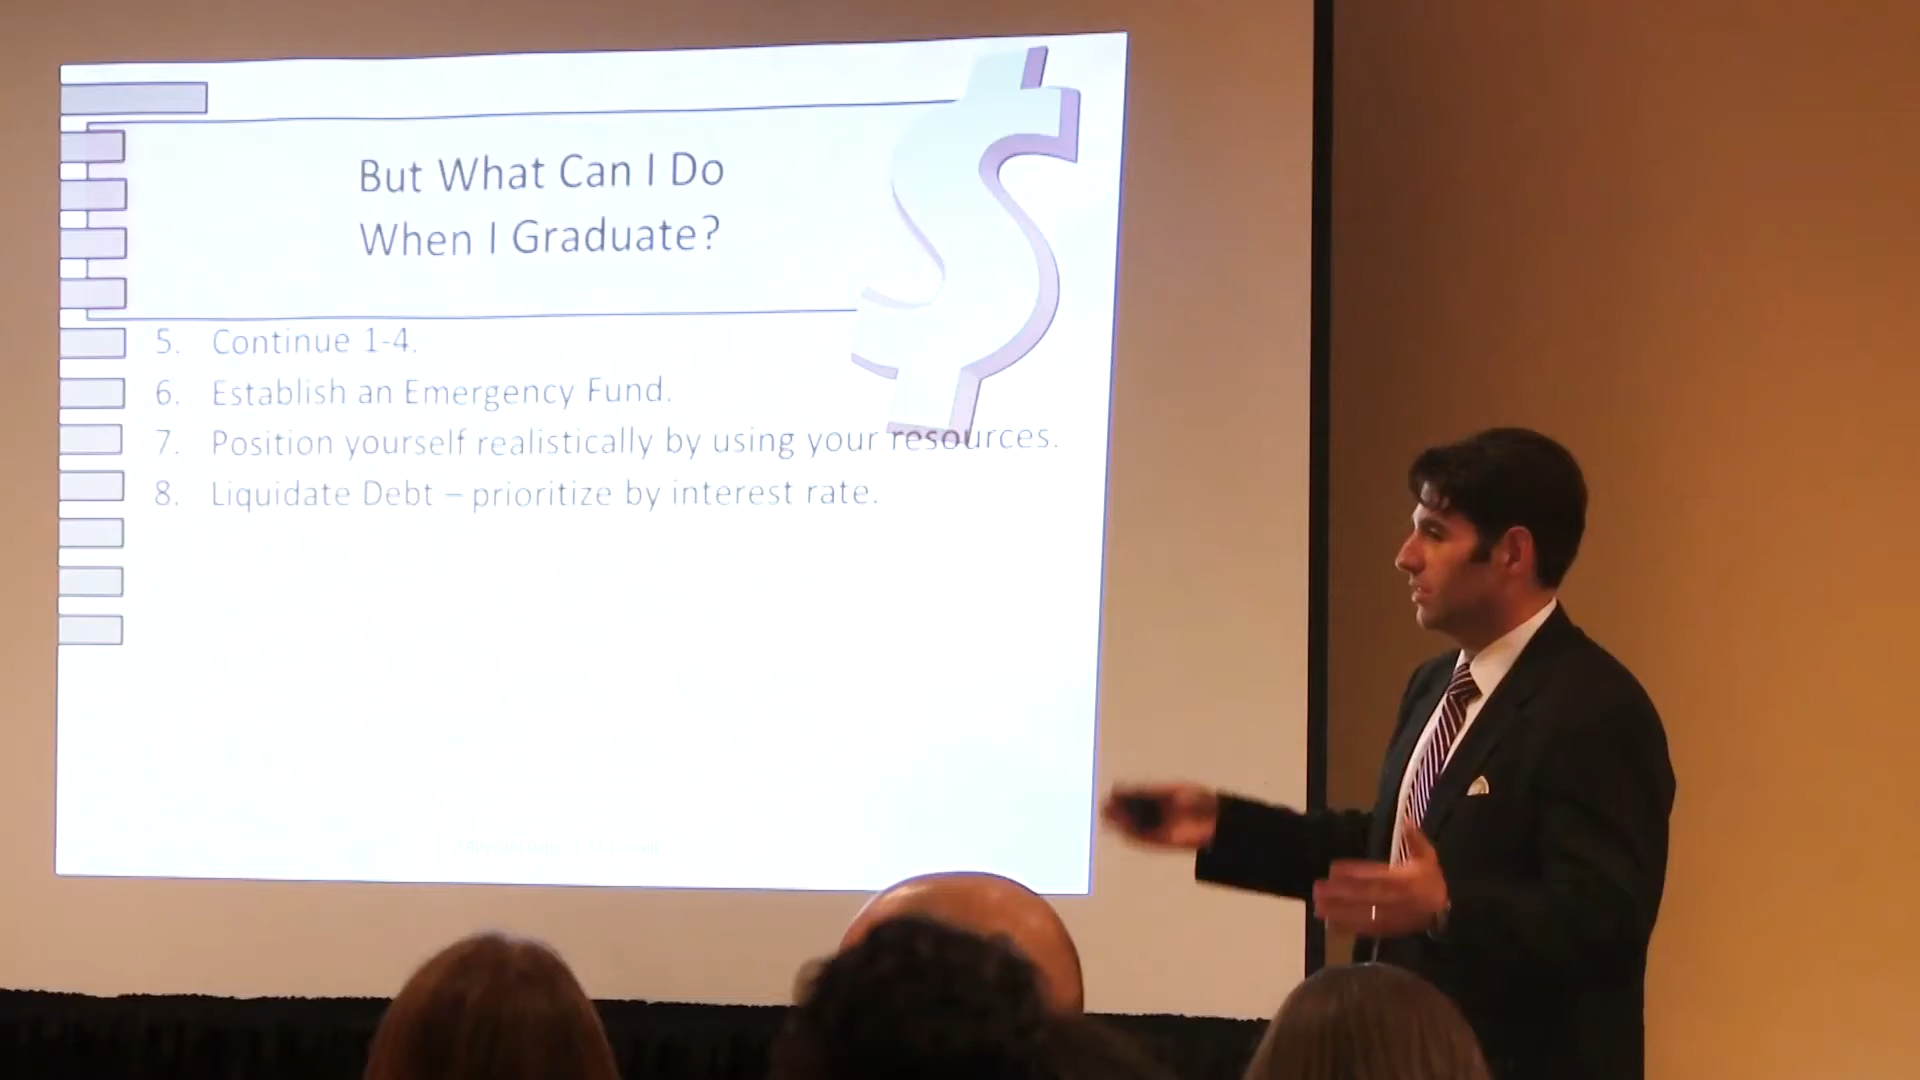 But What Can I Do
When I Graduate?
5. Continue 1-4.
6. Establish an Emergency Fund.
7. Position yourself realistically by using your resources.
8. Liquidate Debt – prioritize by interest rate.